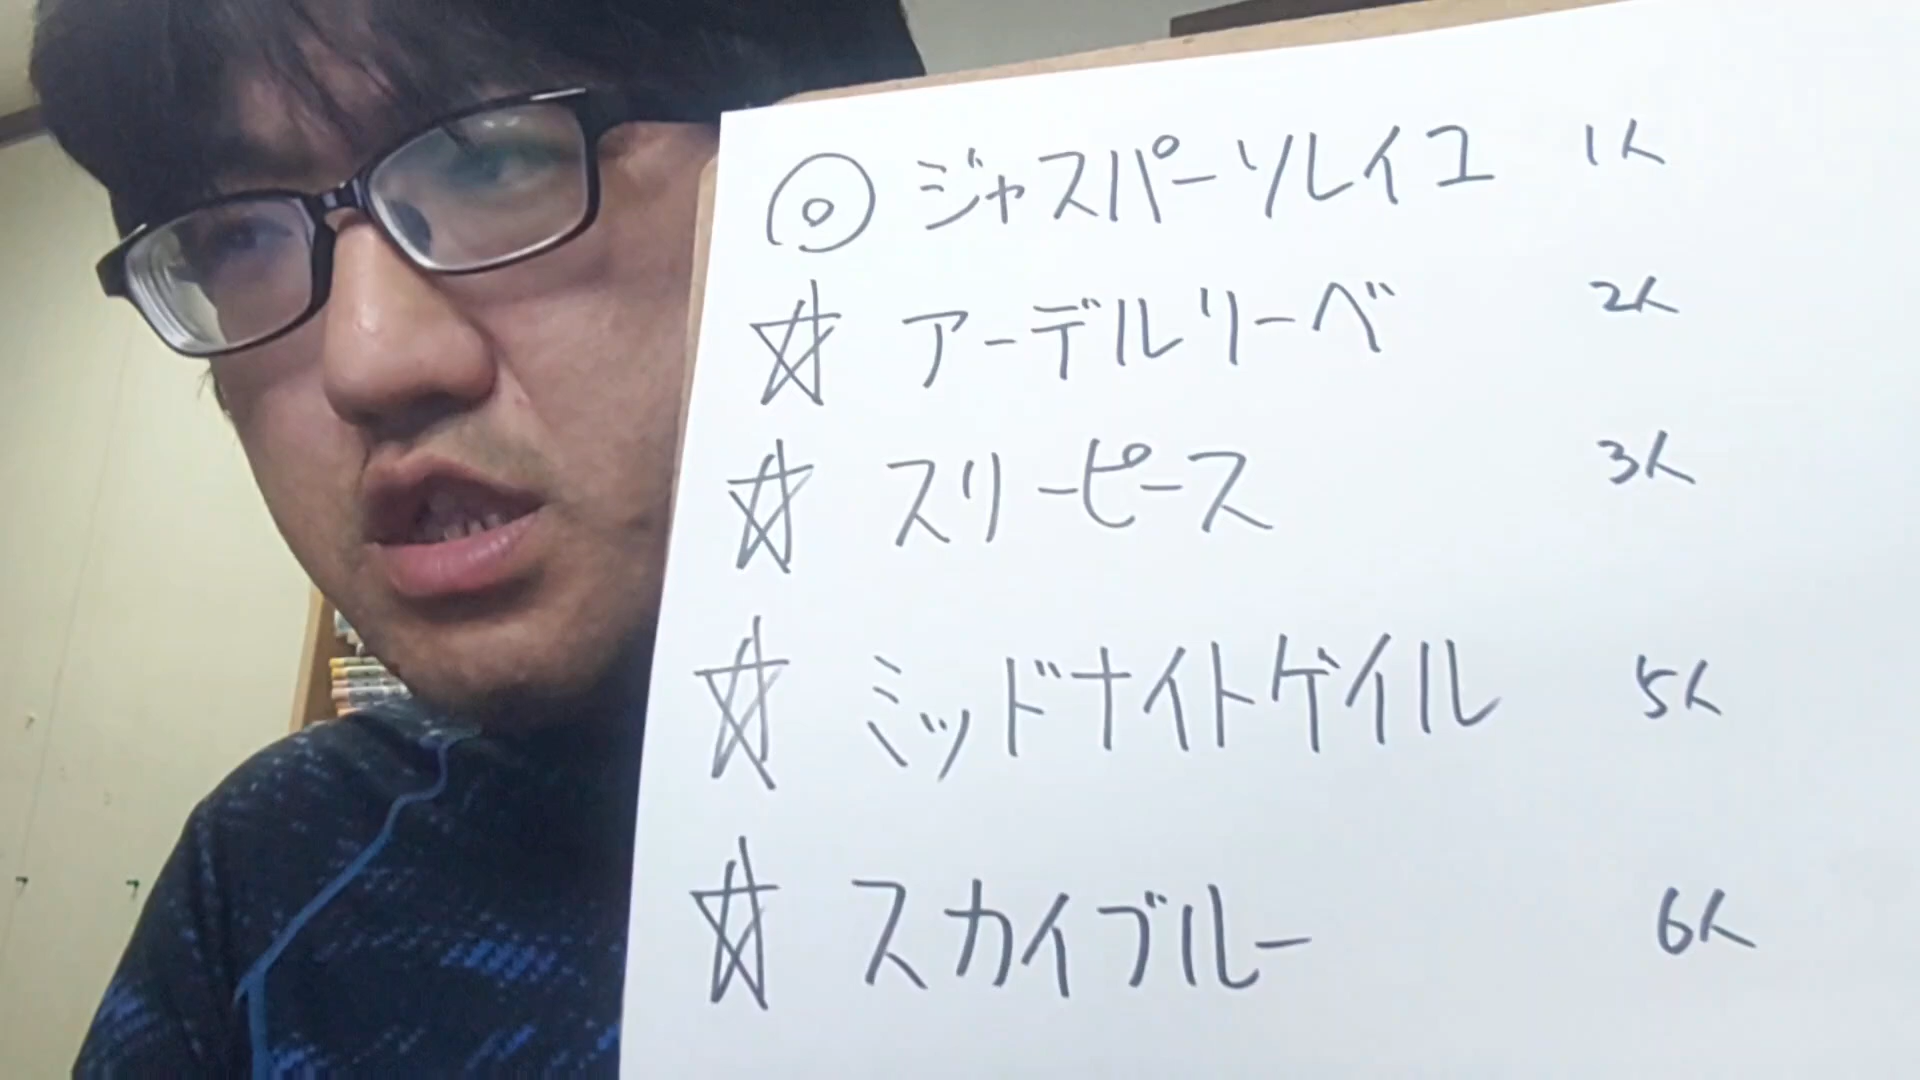 ◎ ジャスパーソレイユ 1人
☆ アーデルリーベ 2人
☆ スリーピース 3人
☆ ミッドナイトゲイル 5人
☆ スカイブルー 6人